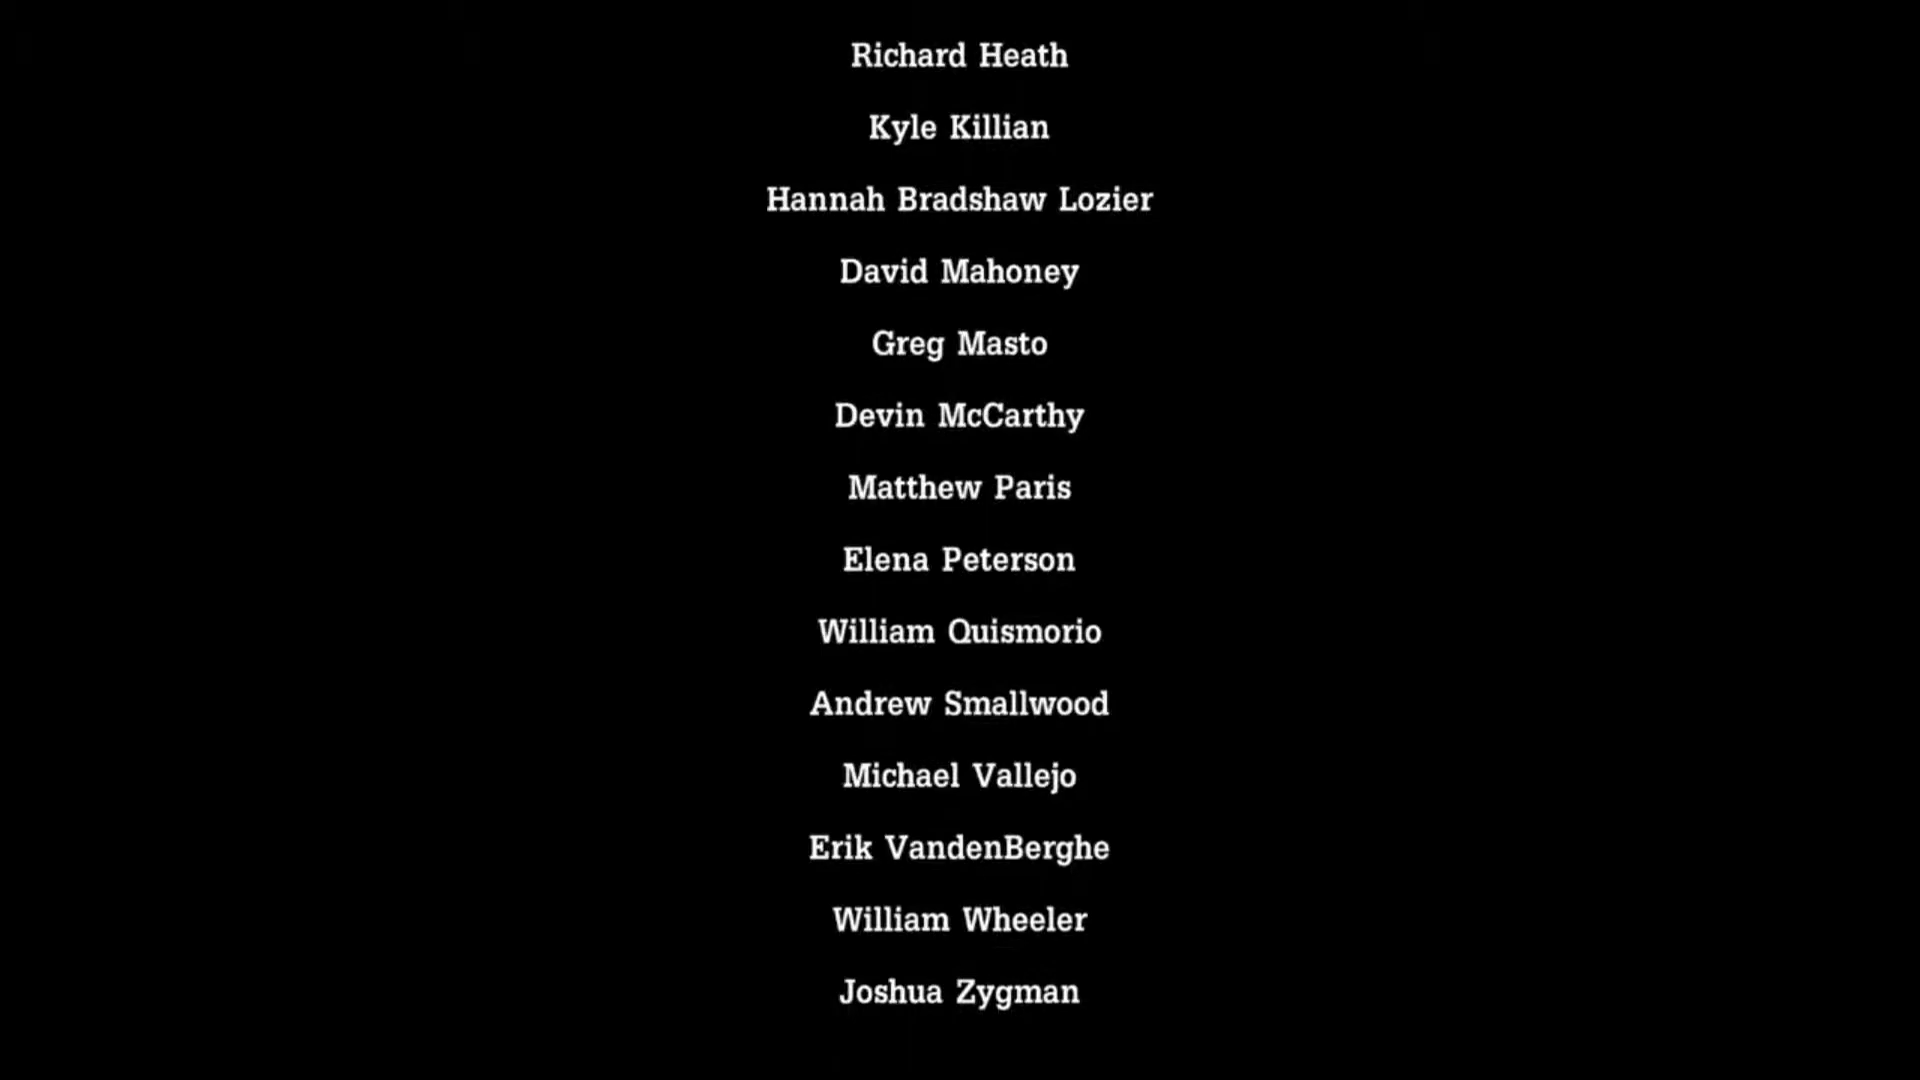 Richard Heath
Kyle Killian
Hannah Bradshaw Lozier
David Mahoney
Greg Masto
Devin McCarthy
Matthew Paris
Elena Peterson
William Quismorio
Andrew Smallwood
Michael Vallejo
Erik VandenBerghe
William Wheeler
Joshua Zygman